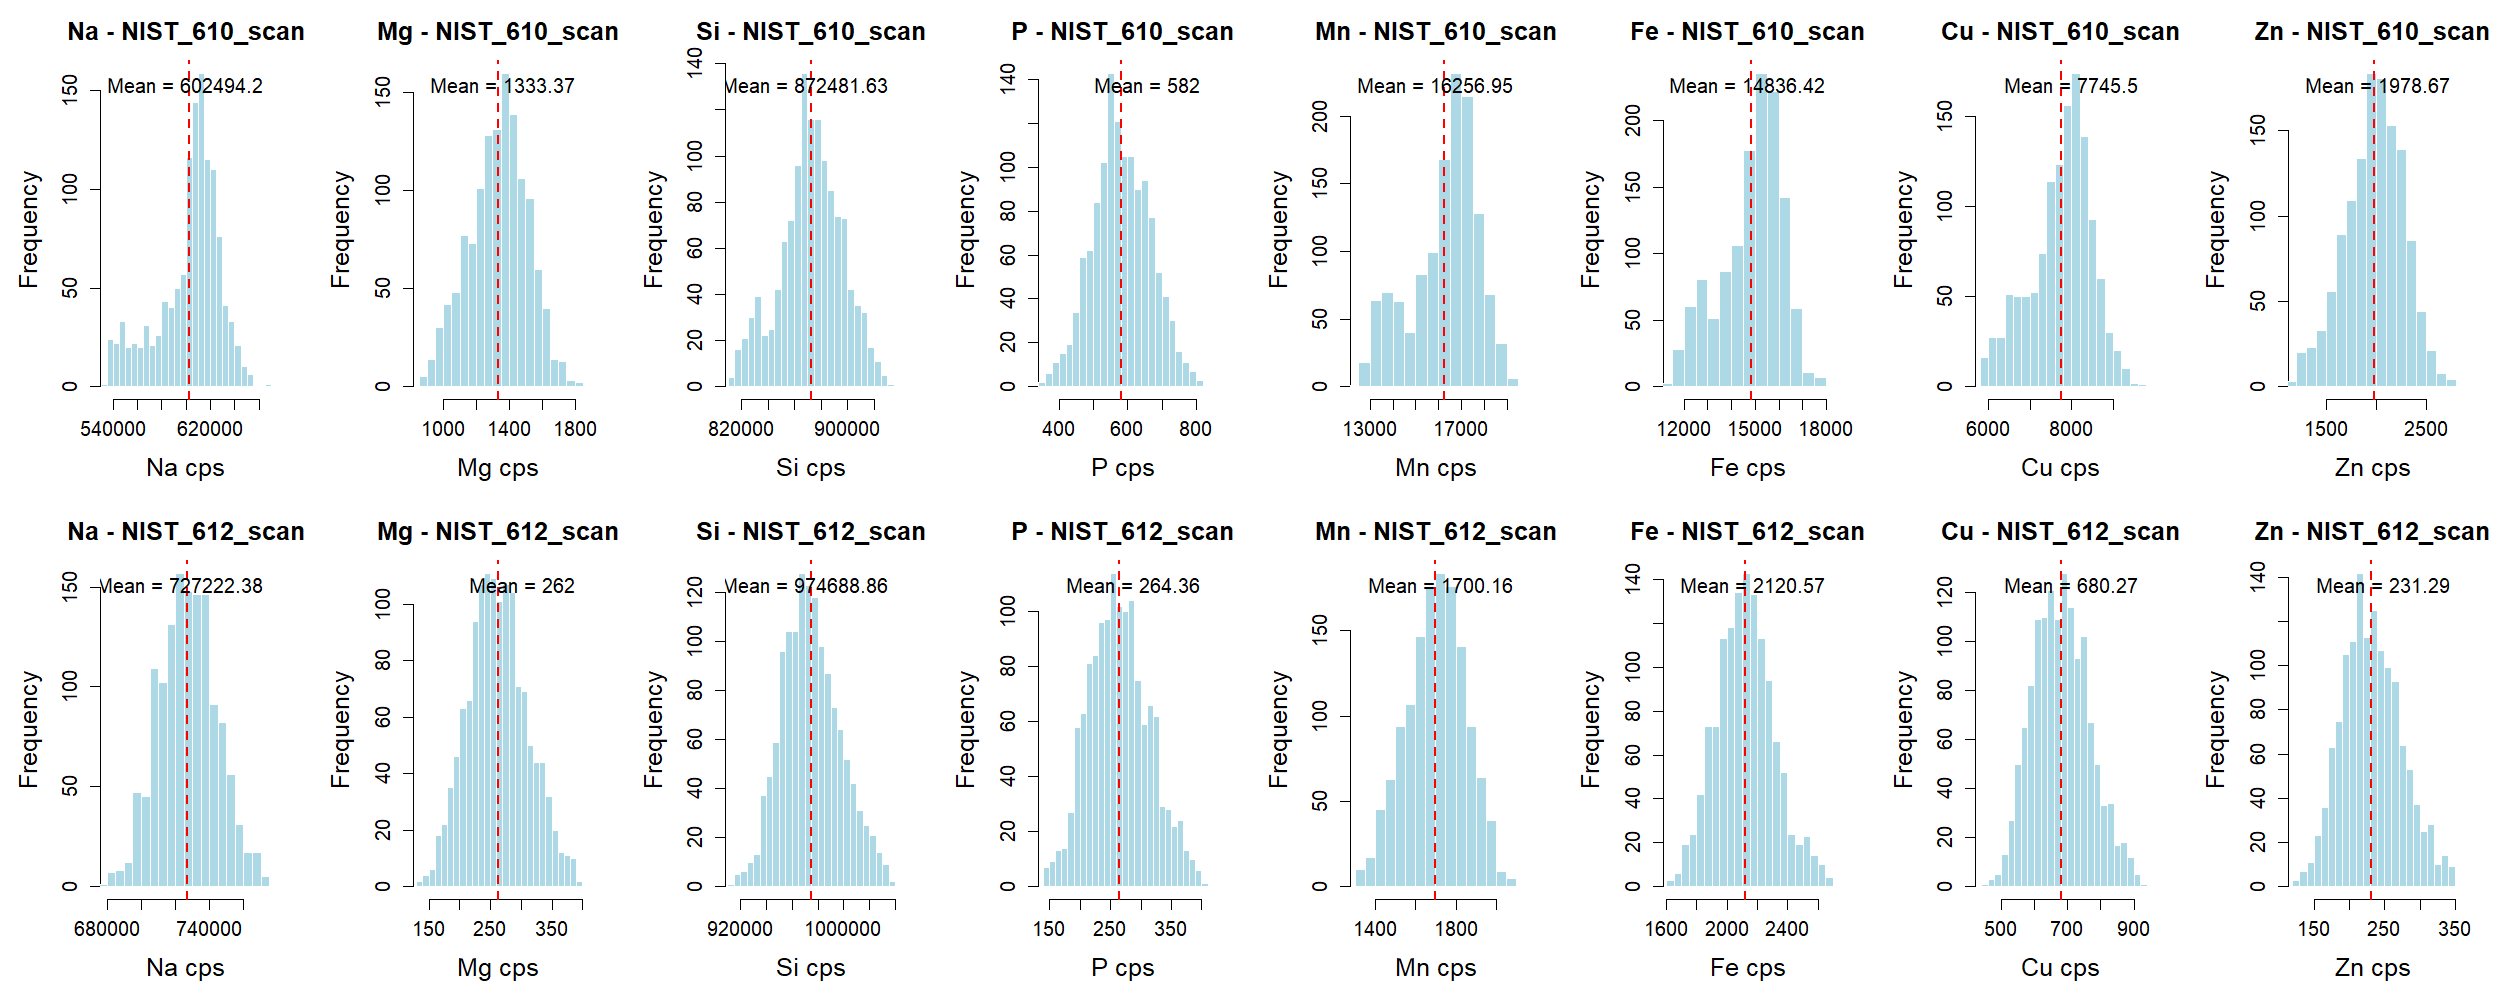 Na - NIST_610_scan
Mean = 602494.2
Frequency
0 50 100 150
540000 620000
Na cps
Mg - NIST_610_scan
Mean = 1333.37
Frequency
0 50 100 150
1000 1400 1800
Mg cps
Si - NIST_610_scan
Mean = 872481.63
Frequency
0 20 40 60 80 100 140
820000 900000
Si cps
P - NIST_610_scan
Mean = 582
Frequency
0 20 40 60 80 100 140
400 600 800
P cps
Mn - NIST_610_scan
Mean = 16256.95
Frequency
0 50 100 150 200
13000 17000
Mn cps
Fe - NIST_610_scan
Mean = 14836.42
Frequency
0 50 100 150 200
12000 15000 18000
Fe cps
Cu - NIST_610_scan
Mean = 7745.5
Frequency
0 50 100 150
6000 8000
Cu cps
Zn - NIST_610_scan
Mean = 1978.67
Frequency
0 50 100 150
1500 2500
Zn cps
Na - NIST_612_scan
Mean = 727222.38
Frequency
0 50 100 150
680000 740000
Na cps
Mg - NIST_612_scan
Mean = 262
Frequency
0 20 40 60 80 100
150 250 350
Mg cps
Si - NIST_612_scan
Mean = 974688.86
Frequency
0 20 40 60 80 100 120
920000 1000000
Si cps
P - NIST_612_scan
Mean = 264.36
Frequency
0 20 40 60 80 100
150 250 350
P cps
Mn - NIST_612_scan
Mean = 1700.16
Frequency
0 50 100 150
1400 1800
Mn cps
Fe - NIST_612_scan
Mean = 2120.57
Frequency
0 20 40 60 80 100 140
1600 2000 2400
Fe cps
Cu - NIST_612_scan
Mean = 680.27
Frequency
0 20 40 60 80 100 120
500 700 900
Cu cps
Zn - NIST_612_scan
Mean = 231.29
Frequency
0 20 40 60 80 100 140
150 250 350
Zn cps